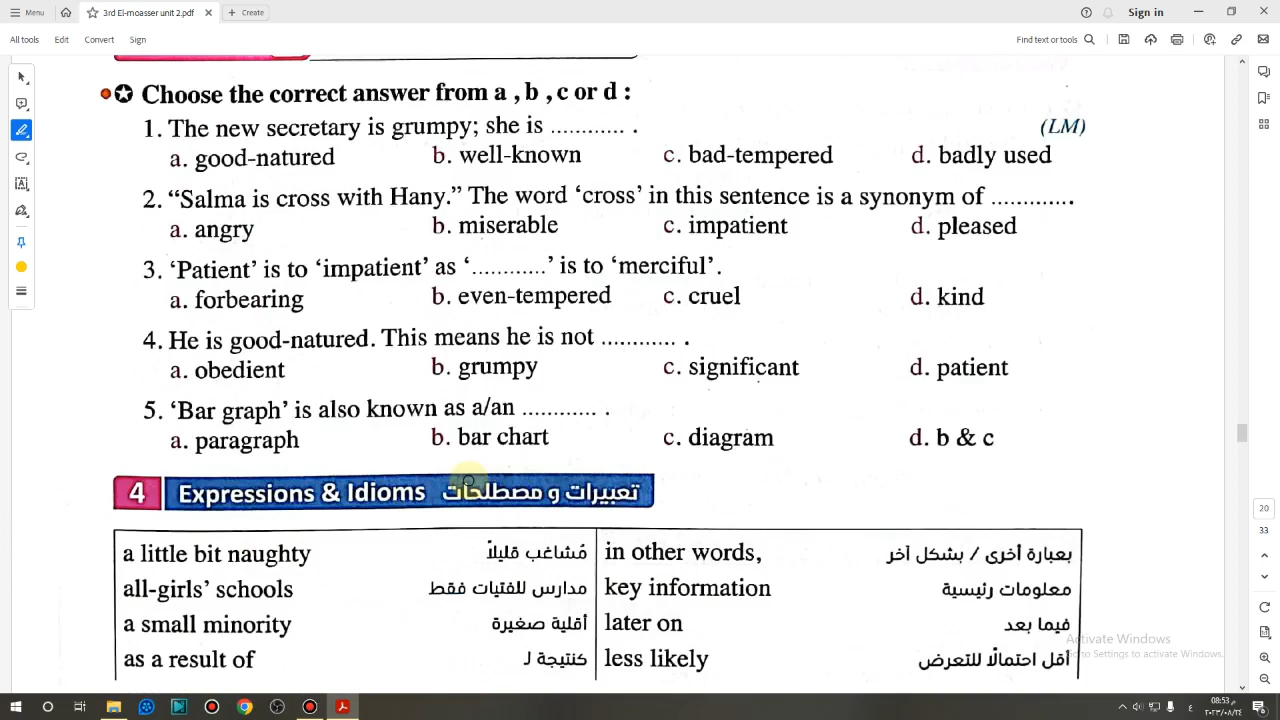 Menu
3rd El-moasser unit 2.pdf
Create
Sign in
All tools Edit Convert Sign
Find text or tools
Choose the correct answer from a , b , c or d :
1. The new secretary is grumpy; she is ............ . (LM)
a. good-natured b. well-known c. bad-tempered d. badly used
2. “Salma is cross with Hany.” The word ‘cross’ in this sentence is a synonym of .............
a. angry b. miserable c. impatient d. pleased
3. ‘Patient’ is to ‘impatient’ as ‘............’ is to ‘merciful’.
a. forbearing b. even-tempered c. cruel d. kind
4. He is good-natured. This means he is not ............ .
a. obedient b. grumpy c. significant d. patient
5. ‘Bar graph’ is also known as a/an ............ .
a. paragraph b. bar chart c. diagram d. b & c
4 Expressions & Idioms تعبيرات و مصطلحات
a little bit naughty مُشاغب قليلاً in other words, بعبارة أخرى / بشكل آخر
all-girls’ schools مدارس للفتيات فقط key information معلومات رئيسية
a small minority أقلية صغيرة later on فيما بعد
as a result of كنتيجة لـ less likely أقل احتمالًا للتعرض
20
33
Activate Windows
Go to Settings to activate Windows.
08:53 م
٢٠٢٣/٠٨/٢٤